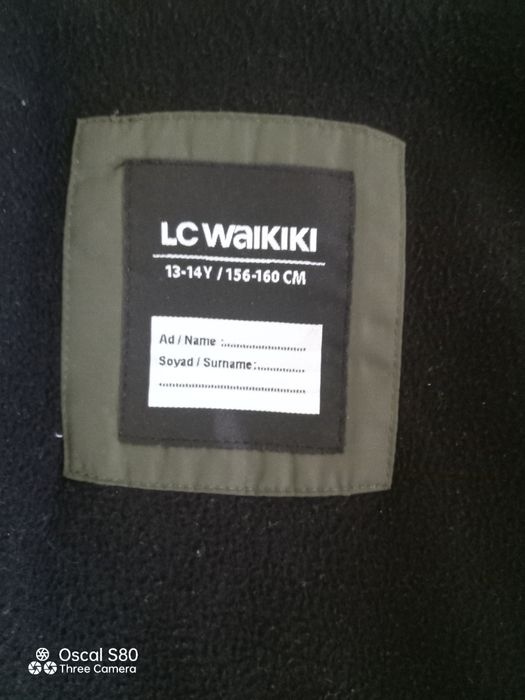 LC WAIKIKI
13-14Y / 156-160 CM
Ad / Name :...............................
Soyad / Surname:..................
....................................................
Oscal S80
Three Camera